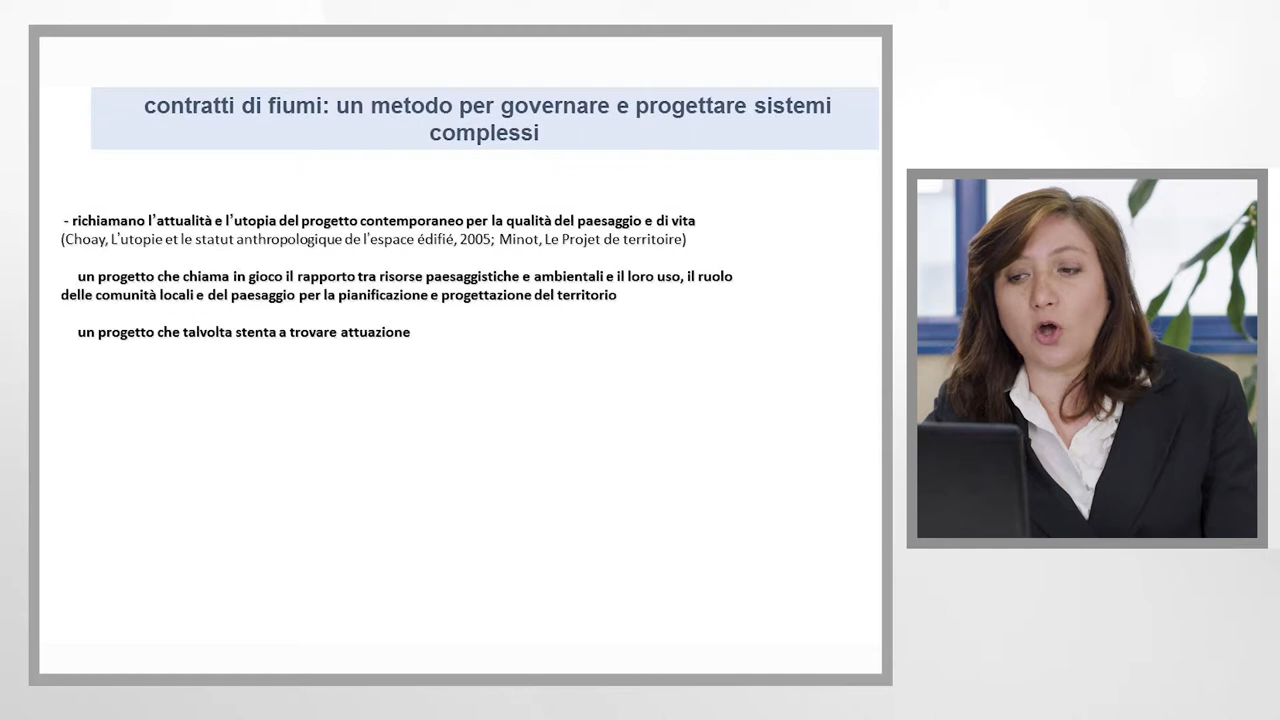 contratti di fiumi: un metodo per governare e progettare sistemi
complessi
- richiamano l’attualità e l’utopia del progetto contemporaneo per la qualità del paesaggio e di vita
(Choay, L’utopie et le statut anthropologique de l’espace édifié, 2005; Minot, Le Projet de territoire)
un progetto che chiama in gioco il rapporto tra risorse paesaggistiche e ambientali e il loro uso, il ruolo
delle comunità locali e del paesaggio per la pianificazione e progettazione del territorio
un progetto che talvolta stenta a trovare attuazione